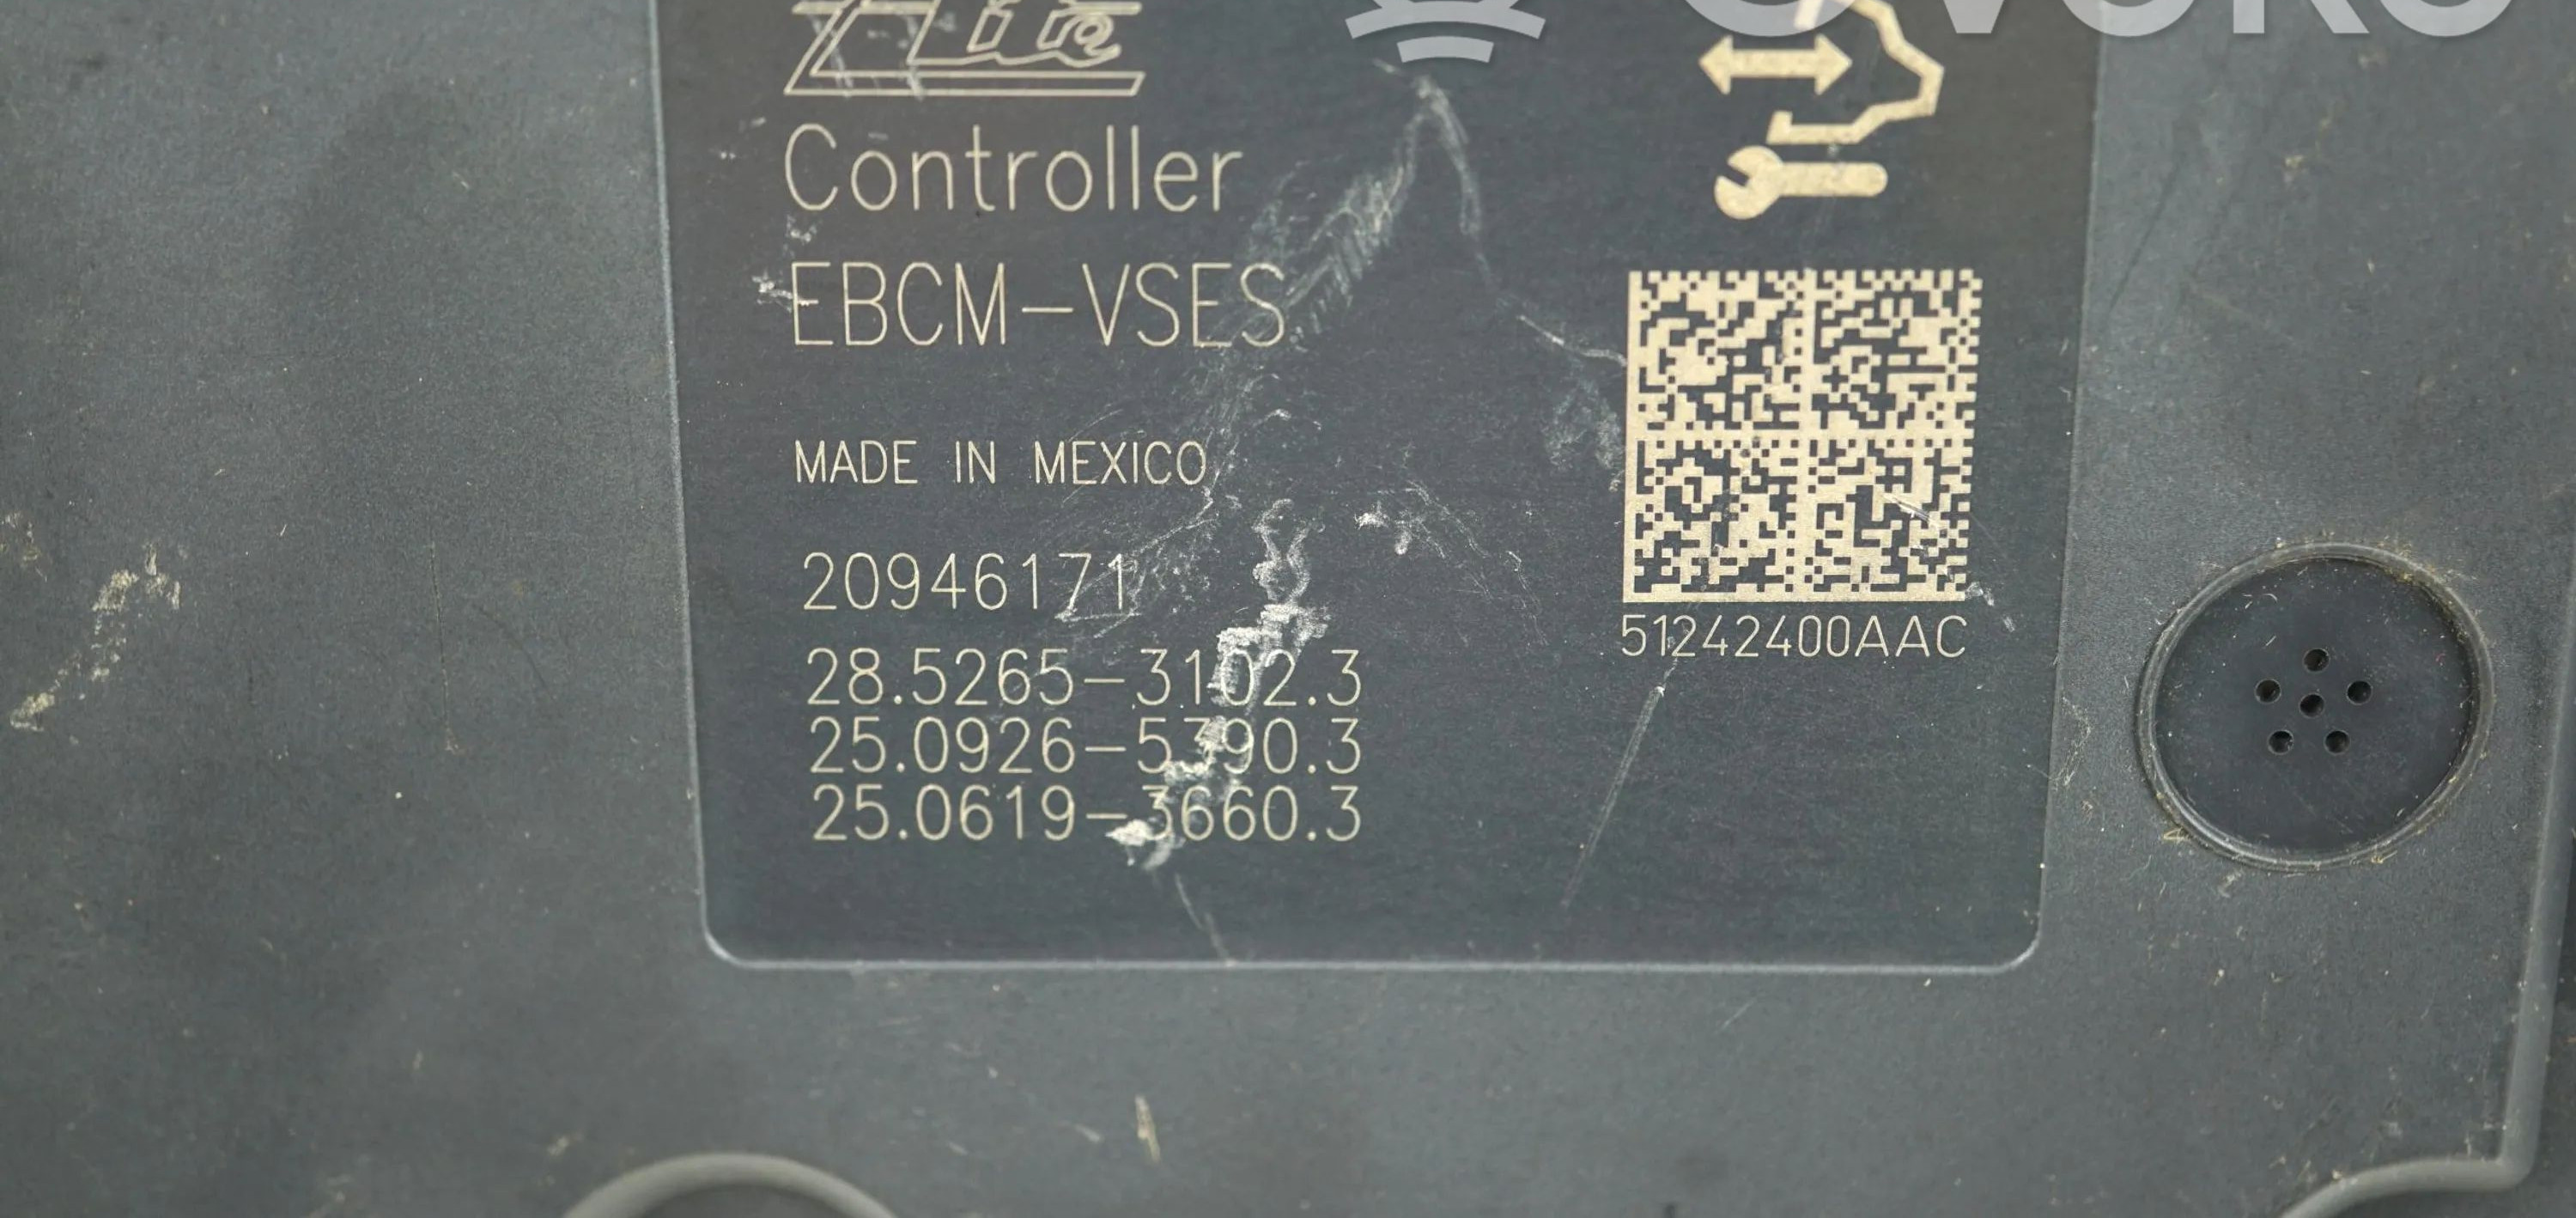 Ate
Controller
EBCM-VSES
MADE IN MEXICO
20946171
28.5265-3102.3
25.0926-5390.3
25.0619-3660.3
51242400AAC